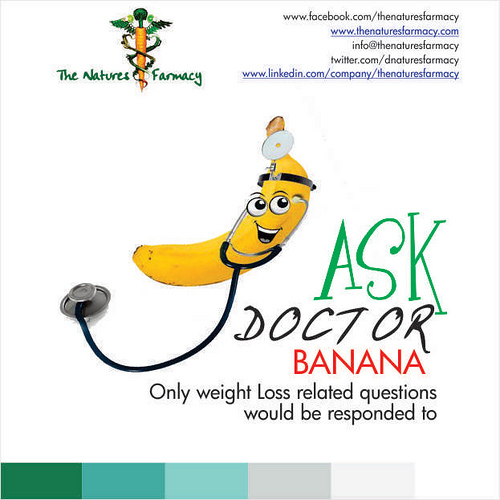 The Natures Farmacy
www.facebook.com/thenaturesfarmacy
www.thenaturesfarmacy.com
info@thenaturesfarmacy
twitter.com/dnaturesfarmacy
www.linkedin.com/company/thenaturesfarmacy
ASK
DOCTOR
BANANA
Only weight Loss related questions
would be responded to